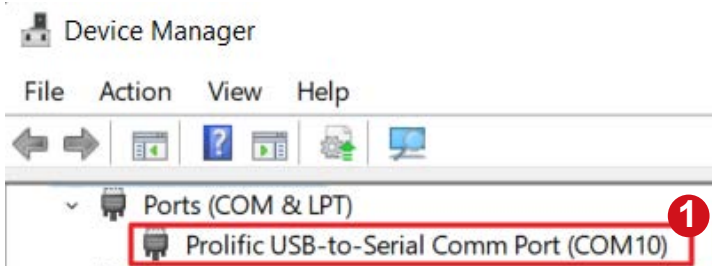 Device Manager
File Action View Help
Ports (COM & LPT)
1
Prolific USB-to-Serial Comm Port (COM10)